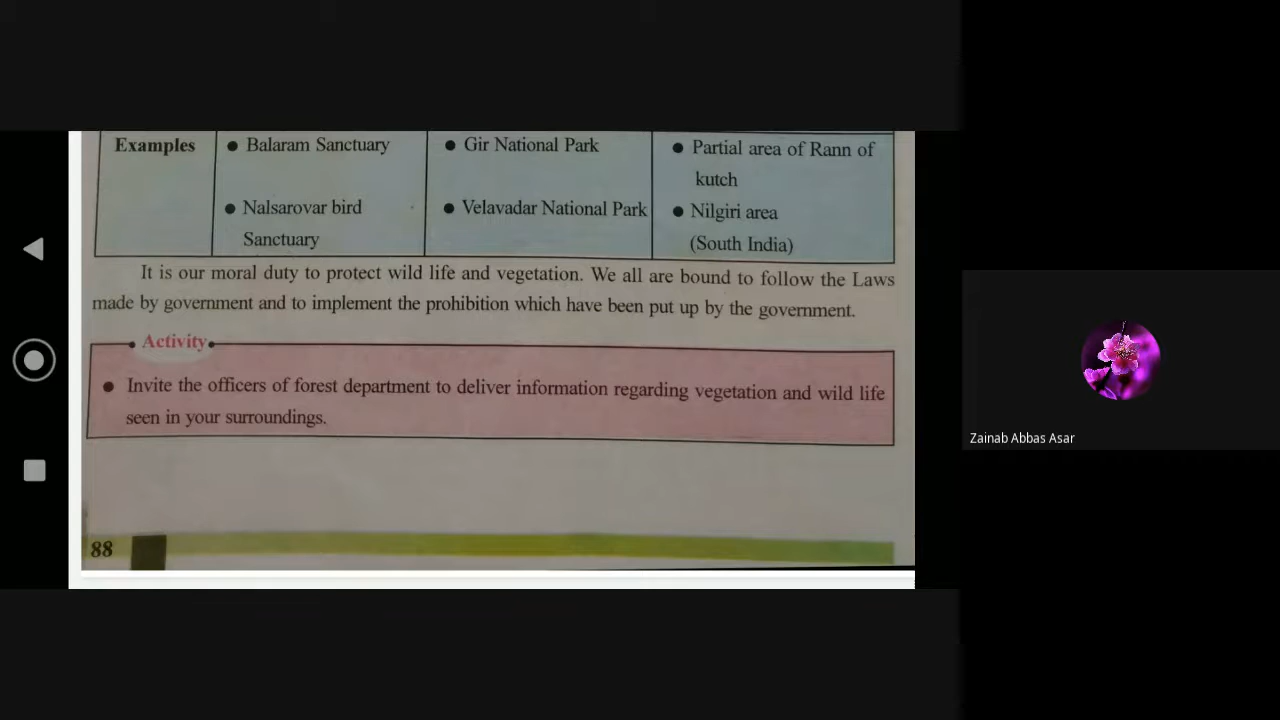 Examples
● Balaram Sanctuary
● Nalsarovar bird
Sanctuary
● Gir National Park
● Velavadar National Park
● Partial area of Rann of
kutch
● Nilgiri area
(South India)
It is our moral duty to protect wild life and vegetation. We all are bound to follow the Laws
made by government and to implement the prohibition which have been put up by the government.
Activity
● Invite the officers of forest department to deliver information regarding vegetation and wild life
seen in your surroundings.
88
Zainab Abbas Asar